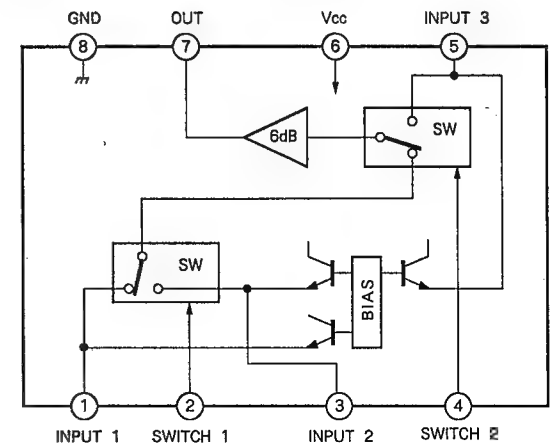 GND OUT Vcc INPUT 3
8 7 6 5
6dB SW
SW
BIAS
1 2 3 4
INPUT 1 SWITCH 1 INPUT 2 SWITCH 2